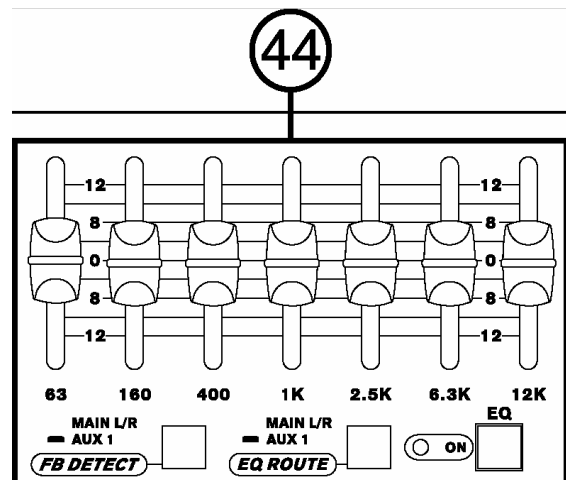 44
12 12
8 8
0 0
8 8
12 12
63 160 400 1K 2.5K 6.3K 12K
EQ
MAIN L/R MAIN L/R
AUX 1 AUX 1 ON
FB DETECT EQ ROUTE